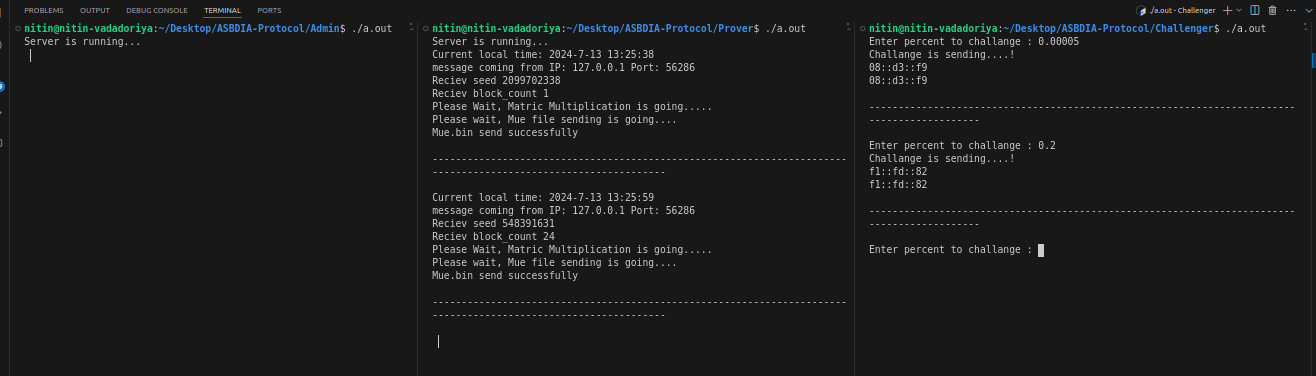 PROBLEMS OUTPUT DEBUG CONSOLE TERMINAL PORTS
./a.out - Challenger
nitin@nitin-vadadoriya:~/Desktop/ASBDIA-Protocol/Admin$ ./a.out
Server is running...
nitin@nitin-vadadoriya:~/Desktop/ASBDIA-Protocol/Prover$ ./a.out
Server is running...
Current local time: 2024-7-13 13:25:38
message coming from IP: 127.0.0.1 Port: 56286
Reciev seed 2099702338
Reciev block_count 1
Please Wait, Matric Multiplication is going.....
Please wait, Mue file sending is going....
Mue.bin send successfully
-----------------------------------------------------------------------
----------------------------------------
Current local time: 2024-7-13 13:25:59
message coming from IP: 127.0.0.1 Port: 56286
Reciev seed 548391631
Reciev block_count 24
Please Wait, Matric Multiplication is going.....
Please wait, Mue file sending is going....
Mue.bin send successfully
-----------------------------------------------------------------------
----------------------------------------
nitin@nitin-vadadoriya:~/Desktop/ASBDIA-Protocol/Challenger$ ./a.out
Enter percent to challange : 0.00005
Challange is sending....!
08::d3::f9
08::d3::f9
-------------------------------------------------------------------------
-------------------
Enter percent to challange : 0.2
Challange is sending....!
f1::fd::82
f1::fd::82
-------------------------------------------------------------------------
-------------------
Enter percent to challange :